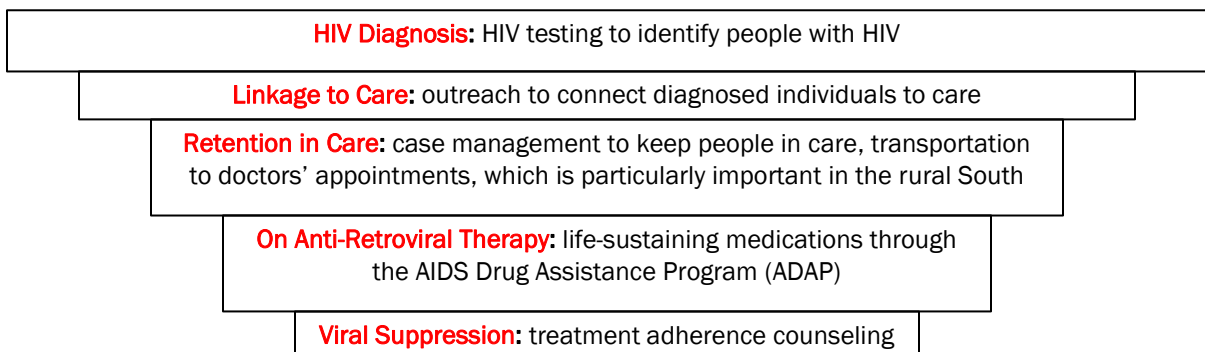 HIV Diagnosis: HIV testing to identify people with HIV
Linkage to Care: outreach to connect diagnosed individuals to care
Retention in Care: case management to keep people in care, transportation
to doctors’ appointments, which is particularly important in the rural South
On Anti-Retroviral Therapy: life-sustaining medications through
the AIDS Drug Assistance Program (ADAP)
Viral Suppression: treatment adherence counseling